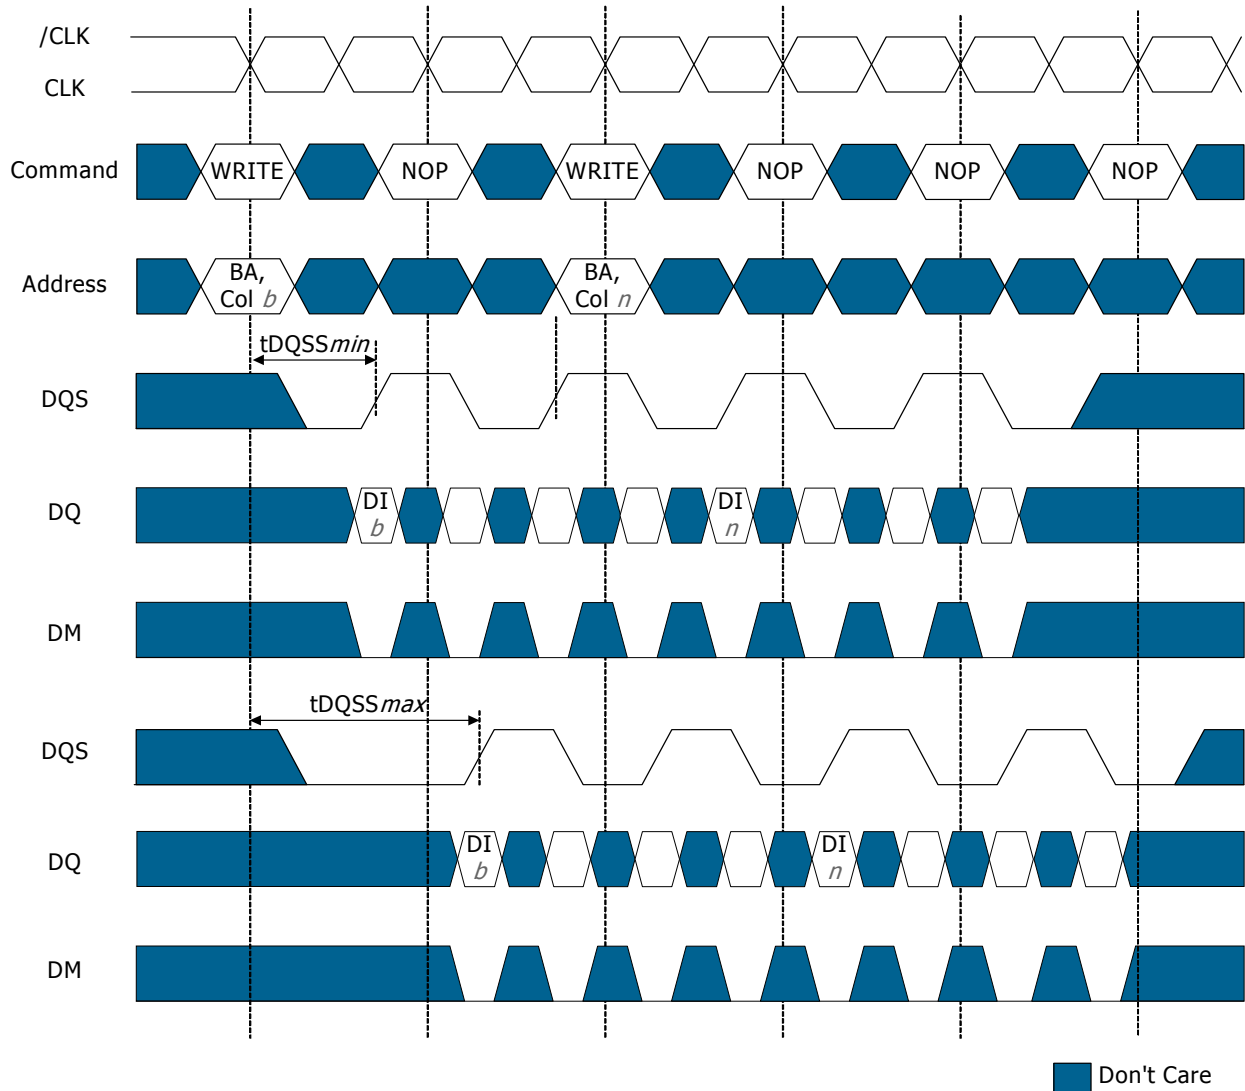 /CLK
CLK
Command WRITE NOP WRITE NOP NOP NOP
Address BA, Col b BA, Col n
tDQSSmin
DQS
DQ DI b DI n
DM
tDQSSmax
DQS
DQ DI b DI n
DM
Don't Care